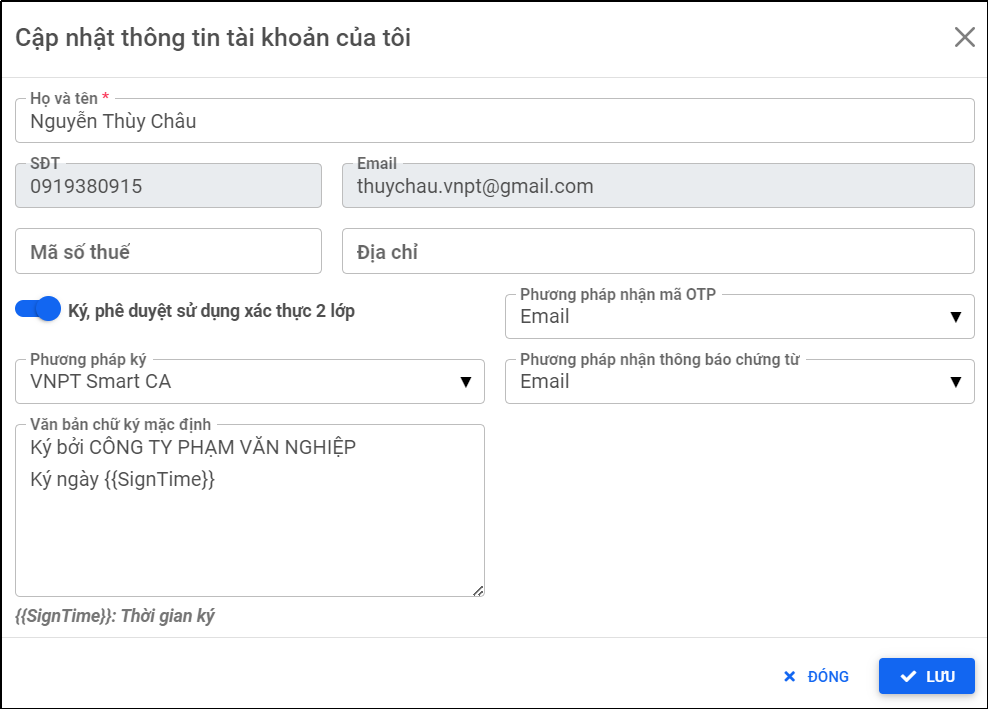 Cập nhật thông tin tài khoản của tôi
Họ và tên *
Nguyễn Thùy Châu
SĐT
0919380915
Email
thuychau.vnpt@gmail.com
Mã số thuế
Địa chỉ
Ký, phê duyệt sử dụng xác thực 2 lớp
Phương pháp nhận mã OTP
Email
Phương pháp ký
VNPT Smart CA
Phương pháp nhận thông báo chứng từ
Email
Văn bản chữ ký mặc định
Ký bởi CÔNG TY PHẠM VĂN NGHIỆP
Ký ngày {{SignTime}}
{{SignTime}}: Thời gian ký
ĐÓNG
LƯU